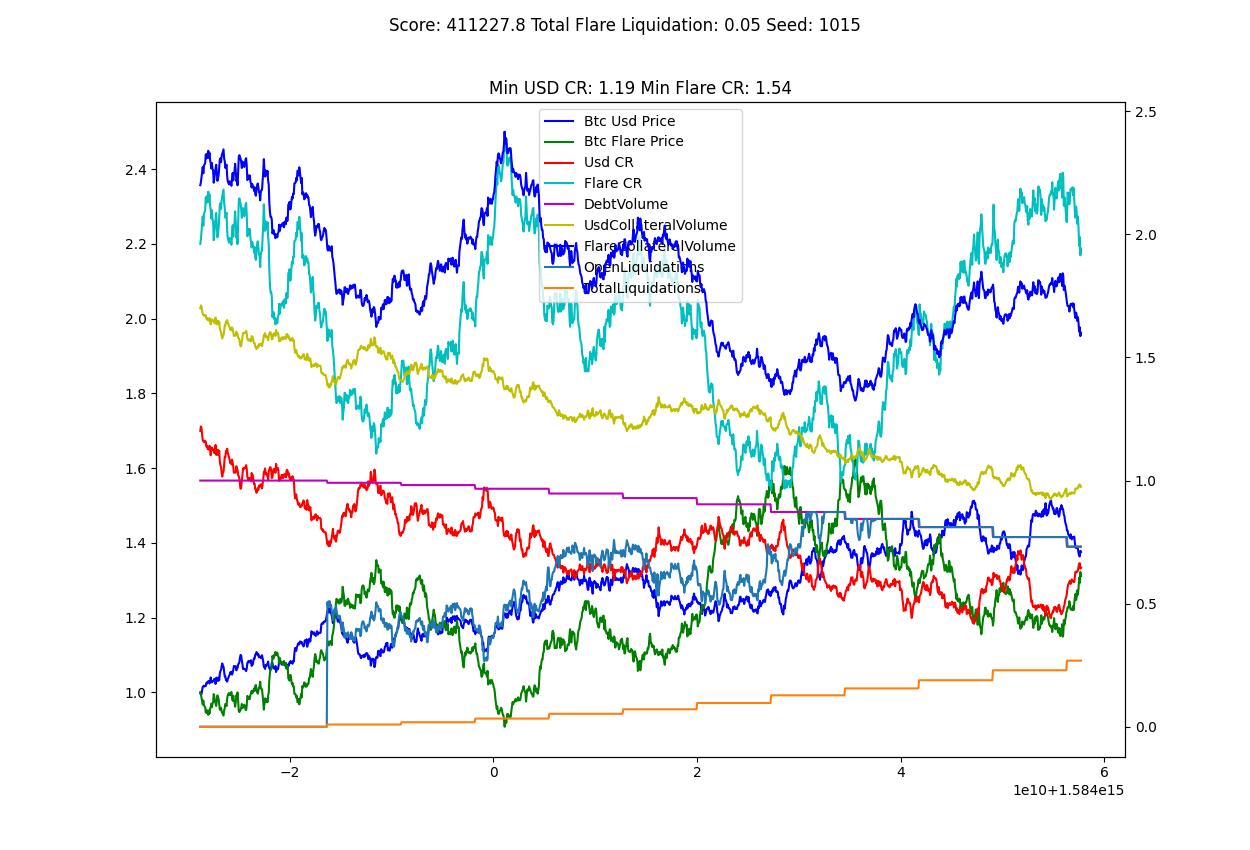 Score: 411227.8 Total Flare Liquidation: 0.05 Seed: 1015
Min USD CR: 1.19 Min Flare CR: 1.54
Btc Usd Price
Btc Flare Price
Usd CR
Flare CR
DebtVolume
UsdCollateralVolume
FlareCollateralVolume
OpenLiquidations
TotalLiquidations
2.4
2.2
2.0
1.8
1.6
1.4
1.2
1.0
2.5
2.0
1.5
1.0
0.5
0.0
−2 0 2 4 6
1e10+1.584e15